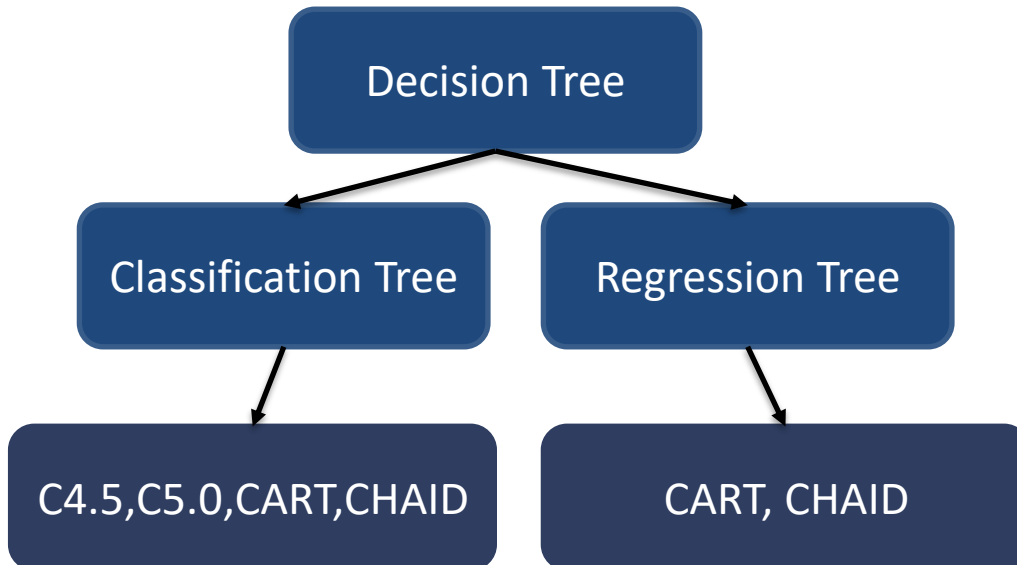 Decision Tree
Classification Tree
Regression Tree
C4.5,C5.0,CART,CHAID
CART, CHAID